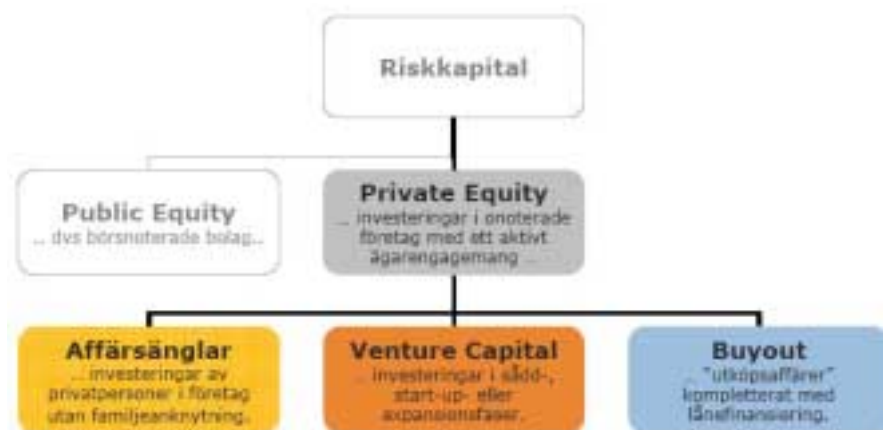 Riskkapital
Public Equity
... dvs börsnoterade bolag...
Private Equity
... investeringar i onoterade
företag med ett aktivt
ägarengagemang ...
Affärsänglar
... investeringar av
privatpersoner i företag
utan familjeanknytning.
Venture Capital
... investeringar i sådd-,
start-up- eller
expansionsfaser.
Buyout
... "utköpsaffärer"
kompletterat med
lånefinansiering.